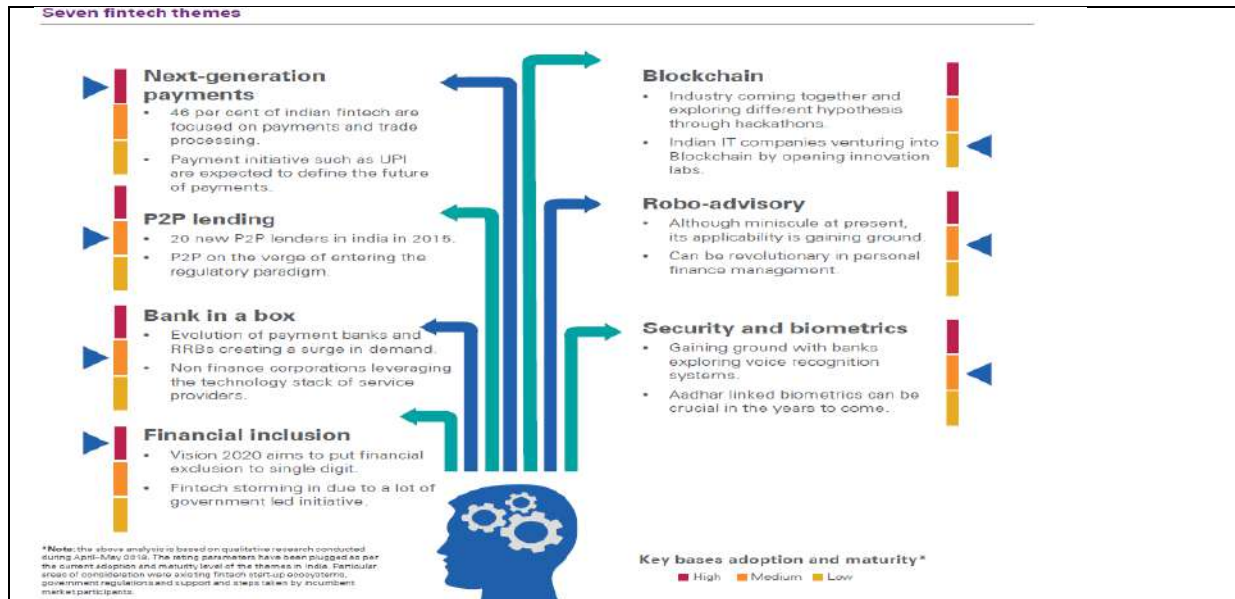 Seven fintech themes
Next-generation
payments
• 46 per cent of indian fintech are
focused on payments and trade
processing.
• Payment initiative such as UPI
are expected to define the future
of payments.
P2P lending
• 20 new P2P lenders in india in 2015.
• P2P on the verge of entering the
regulatory paradigm.
Bank in a box
• Evolution of payment banks and
RRBs creating a surge in demand.
• Non finance corporations leveraging
the technology stack of service
providers.
Financial inclusion
• Vision 2020 aims to put financial
exclusion to single digit.
• Fintech storming in due to a lot of
government led initiative.
Blockchain
• Industry coming together and
exploring different hypothesis
through hackathons.
• Indian IT companies venturing into
Blockchain by opening innovation
labs.
Robo-advisory
• Although miniscule at present,
its applicability is gaining ground.
• Can be revolutionary in personal
finance management.
Security and biometrics
• Gaining ground with banks
exploring voice recognition
systems.
• Aadhar linked biometrics can be
crucial in the years to come.
*Note: the above analysis is based on qualitative research conducted
during April-May. The rating parameters have been plugged as per
the current adoption and maturity level of the themes in India. Particular
areas of consideration were existing fintech start-up ecosystems,
government regulations and support and steps taken by incumbent
market participants.
Key bases adoption and maturity*
High Medium Low